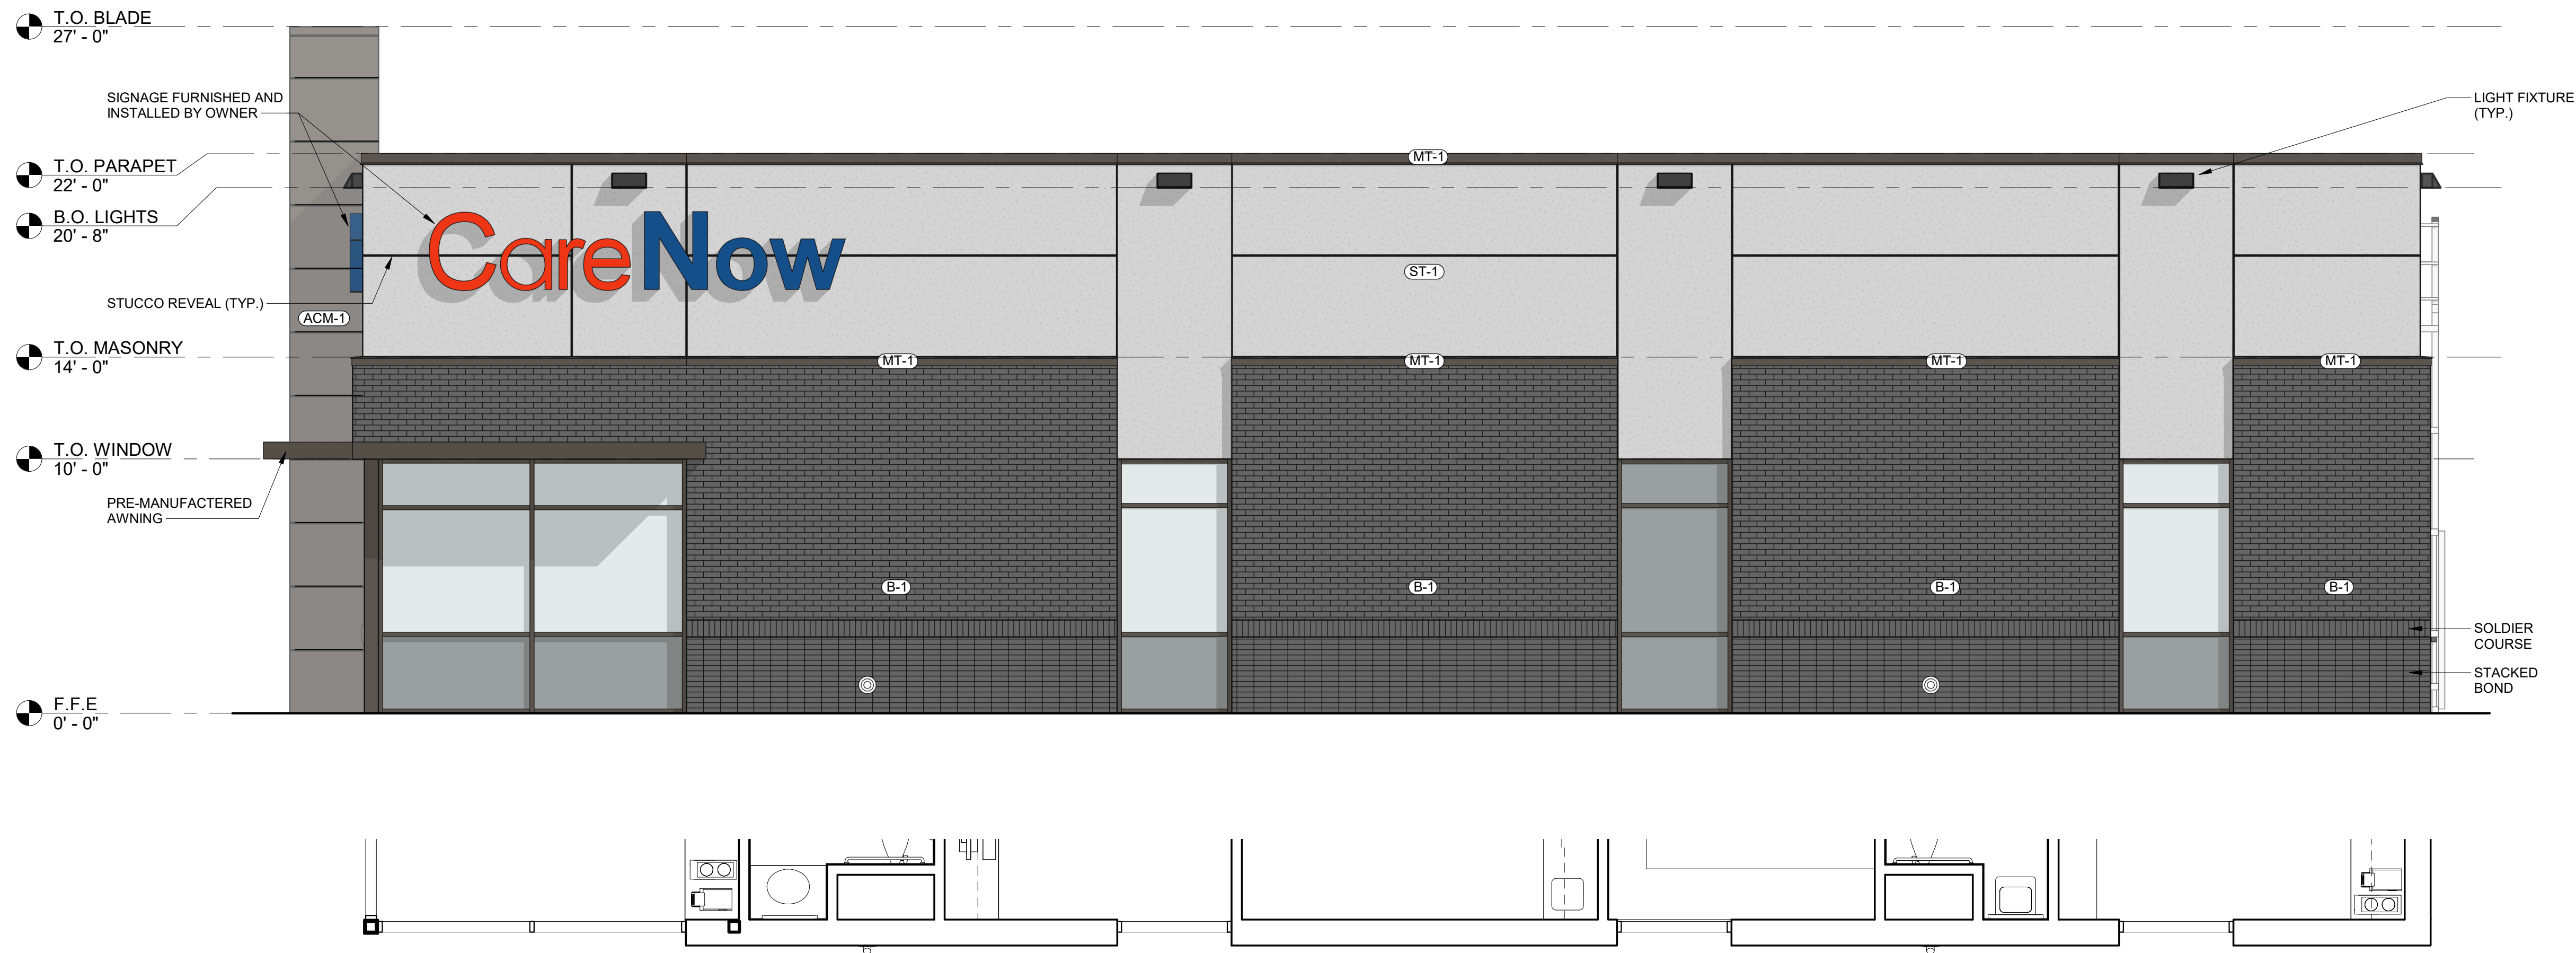 T.O. BLADE
27' - 0"
SIGNAGE FURNISHED AND
INSTALLED BY OWNER
LIGHT FIXTURE
(TYP.)
T.O. PARAPET
22' - 0"
MT-1
B.O. LIGHTS
20' - 8"
CareNow
ST-1
STUCCO REVEAL (TYP.)
ACM-1
T.O. MASONRY
14' - 0"
MT-1
MT-1
MT-1
MT-1
T.O. WINDOW
10' - 0"
PRE-MANUFACTERED
AWNING
B-1
B-1
B-1
B-1
SOLDIER
COURSE
STACKED
BOND
F.F.E
0' - 0"